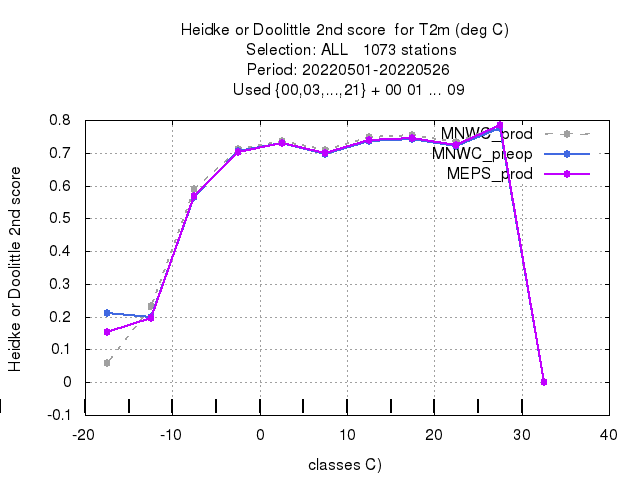 Heidke or Doolittle 2nd score  for T2m (deg C)
Selection: ALL   1073 stations
Period: 20220501-20220526
Used {00,03,...,21} + 00 01 ... 09
Heidke or Doolittle 2nd score
0.8
0.7
0.6
0.5
0.4
0.3
0.2
0.1
0
-0.1
MNWC_prod
MNWC_preop
MEPS_prod
-20
-10
0
10
20
30
40
classes C)